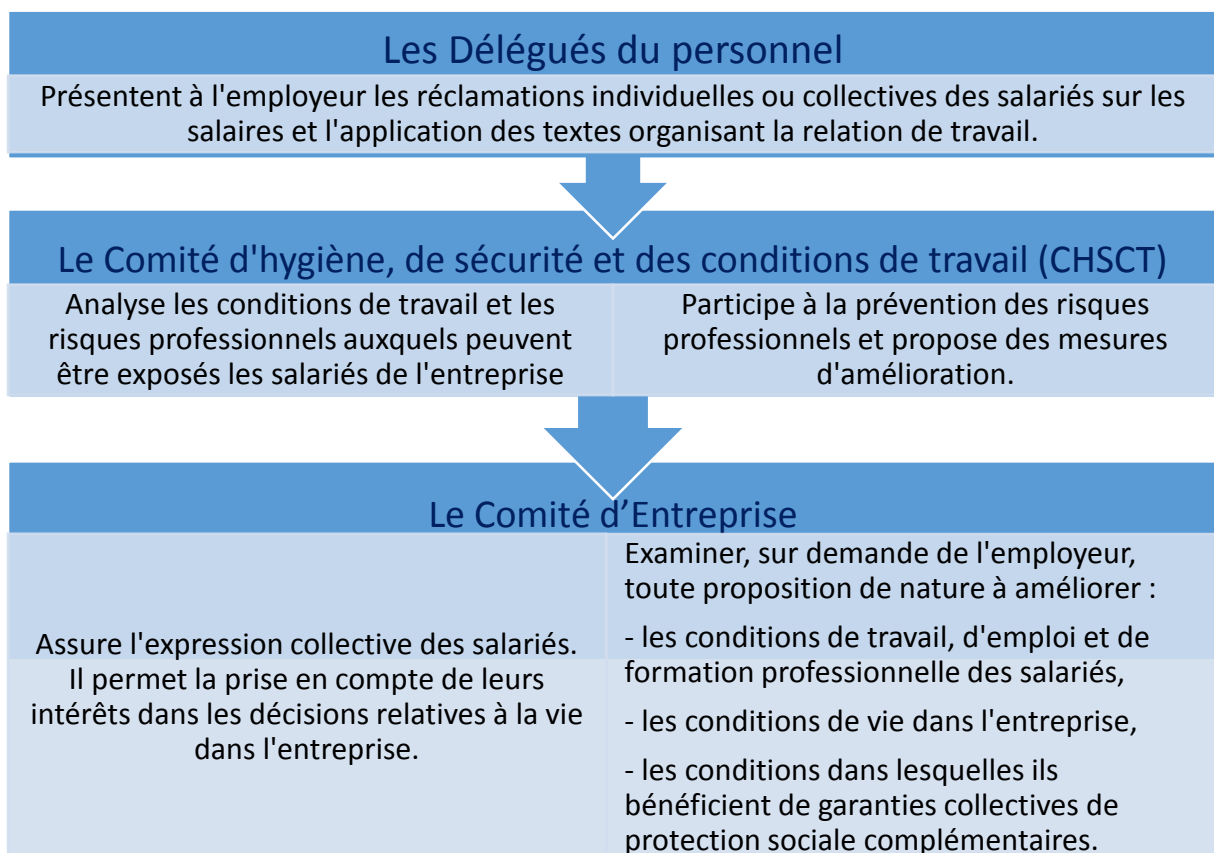 Les Délégués du personnel
Présentent à l'employeur les réclamations individuelles ou collectives des salariés sur les
salaires et l'application des textes organisant la relation de travail.
Le Comité d'hygiène, de sécurité et des conditions de travail (CHSCT)
Analyse les conditions de travail et les
risques professionnels auxquels peuvent
être exposés les salariés de l'entreprise
Participe à la prévention des risques
professionnels et propose des mesures
d'amélioration.
Le Comité d’Entreprise
Assure l'expression collective des salariés.
Il permet la prise en compte de leurs
intérêts dans les décisions relatives à la vie
dans l'entreprise.
Examiner, sur demande de l'employeur,
toute proposition de nature à améliorer :
- les conditions de travail, d'emploi et de
formation professionnelle des salariés,
- les conditions de vie dans l'entreprise,
- les conditions dans lesquelles ils
bénéficient de garanties collectives de
protection sociale complémentaires.